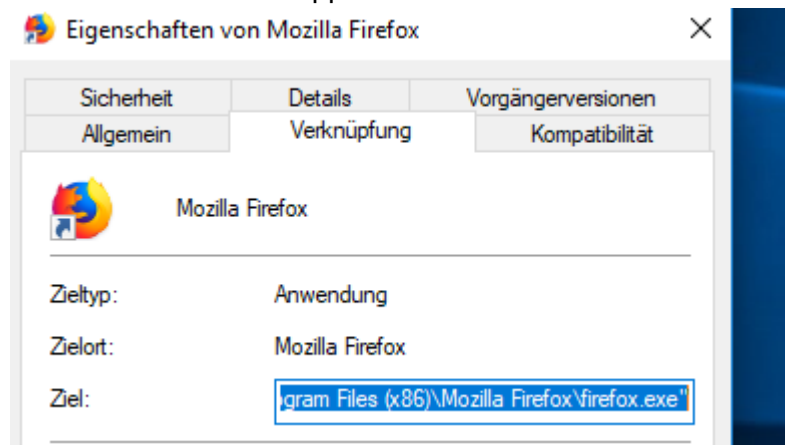 Eigenschaften von Mozilla Firefox
Sicherheit Details Vorgängerversionen
Allgemein Verknüpfung Kompatibilität
Mozilla Firefox
Zieltyp: Anwendung
Zielort: Mozilla Firefox
Ziel: ogram Files (x86)\Mozilla Firefox\firefox.exe"